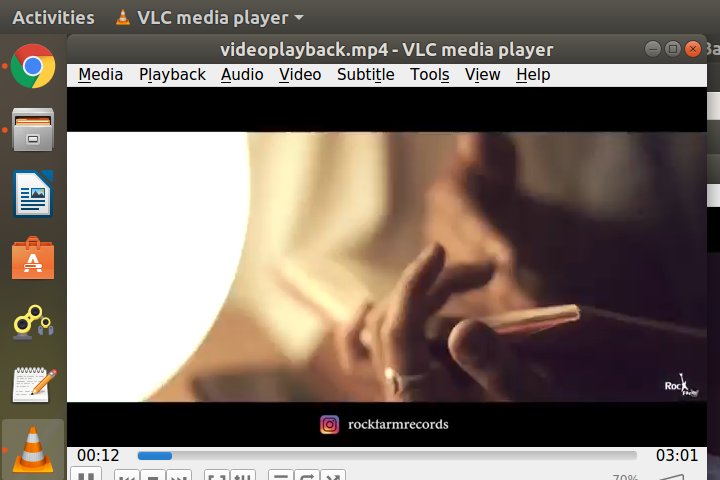 Activities
VLC media player
videoplayback.mp4 - VLC media player
Media Playback Audio Video Subtitle Tools View Help
Rock
rockfarmrecords
00:12
03:01
70%